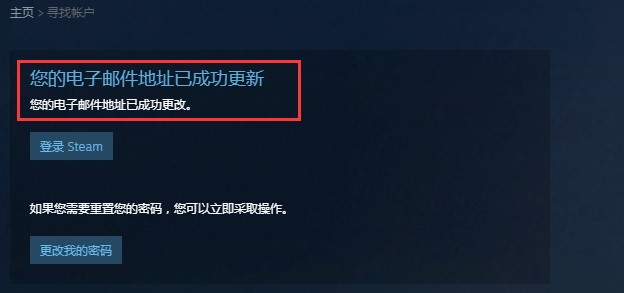 主页 > 寻找帐户
您的电子邮件地址已成功更新
您的电子邮件地址已成功更改。
登录 Steam
如果您需要重置您的密码，您可以立即采取操作。
更改我的密码